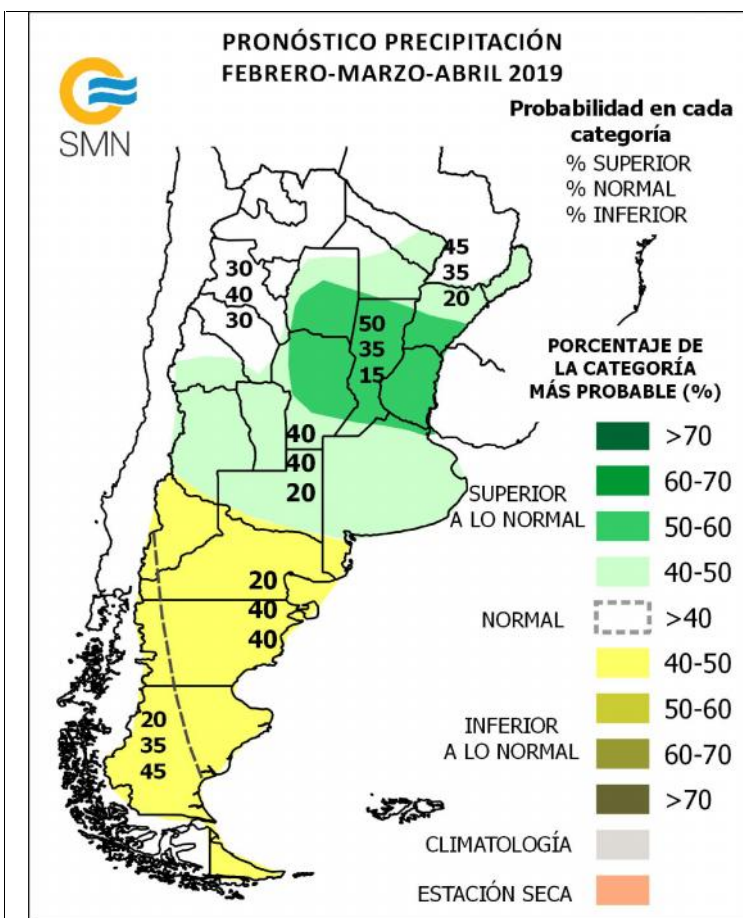 PRONÓSTICO PRECIPITACIÓN
FEBRERO-MARZO-ABRIL 2019
SMN
Probabilidad en cada
categoría
% SUPERIOR
% NORMAL
% INFERIOR
45
35
20
30
40
30
50
35
15
40
40
20
20
40
40
20
35
45
PORCENTAJE DE
LA CATEGORÍA
MÁS PROBABLE (%)
>70
60-70
SUPERIOR
A LO NORMAL
50-60
40-50
NORMAL
>40
40-50
50-60
INFERIOR
A LO NORMAL
60-70
>70
CLIMATOLOGÍA
ESTACIÓN SECA